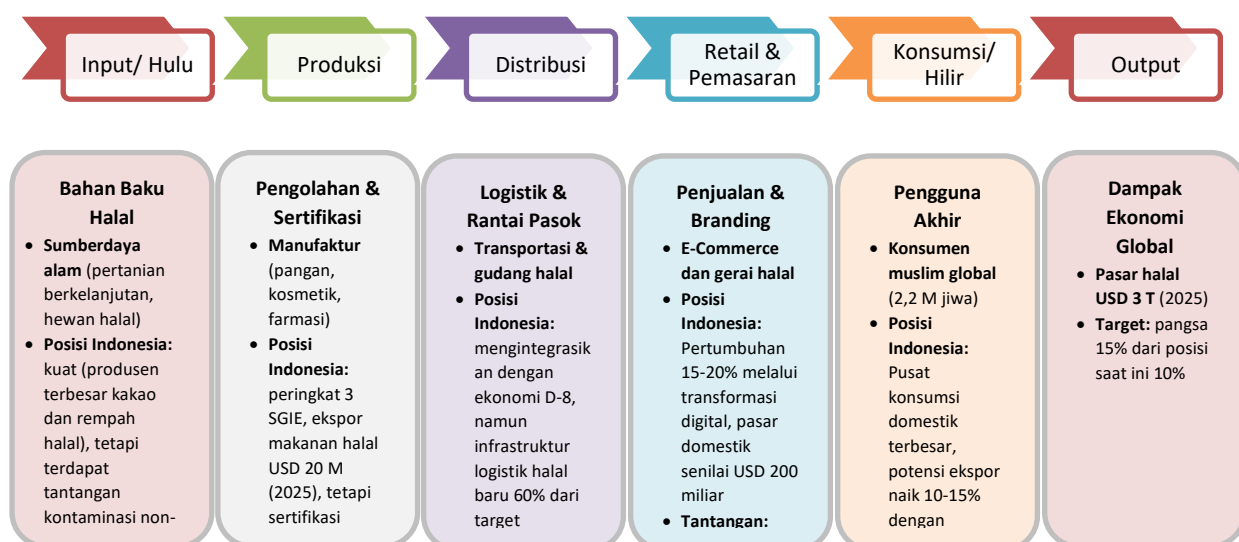 Input/ Hulu
Produksi
Distribusi
Retail &
Pemasaran
Konsumsi/
Hilir
Output
Bahan Baku
Halal
• Sumberdaya
alam (pertanian
berkelanjutan,
hewan halal)
• Posisi Indonesia:
kuat (produsen
terbesar kakao
dan rempah
halal), tetapi
terdapat
tantangan
kontaminasi non-
Pengolahan &
Sertifikasi
• Manufaktur
(pangan,
kosmetik,
farmasi)
• Posisi
Indonesia:
peringkat 3
SGIE, ekspor
makanan halal
USD 20 M
(2025), tetapi
sertifikasi
Logistik &
Rantai Pasok
• Transportasi &
gudang halal
• Posisi
Indonesia:
mengintegrasik
an dengan
ekonomi D-8,
namun
infrastruktur
logistik halal
baru 60% dari
target
Penjualan &
Branding
• E-Commerce
dan gerai halal
• Posisi
Indonesia:
Pertumbuhan
15-20% melalui
transformasi
digital, pasar
domestik
senilai USD 200
miliar
• Tantangan:
Pengguna
Akhir
• Konsumen
muslim global
(2,2 M jiwa)
• Posisi
Indonesia:
Pusat
konsumsi
domestik
terbesar,
potensi ekspor
naik 10-15%
dengan
Dampak
Ekonomi
Global
• Pasar halal
USD 3 T (2025)
• Target: pangsa
15% dari posisi
saat ini 10%